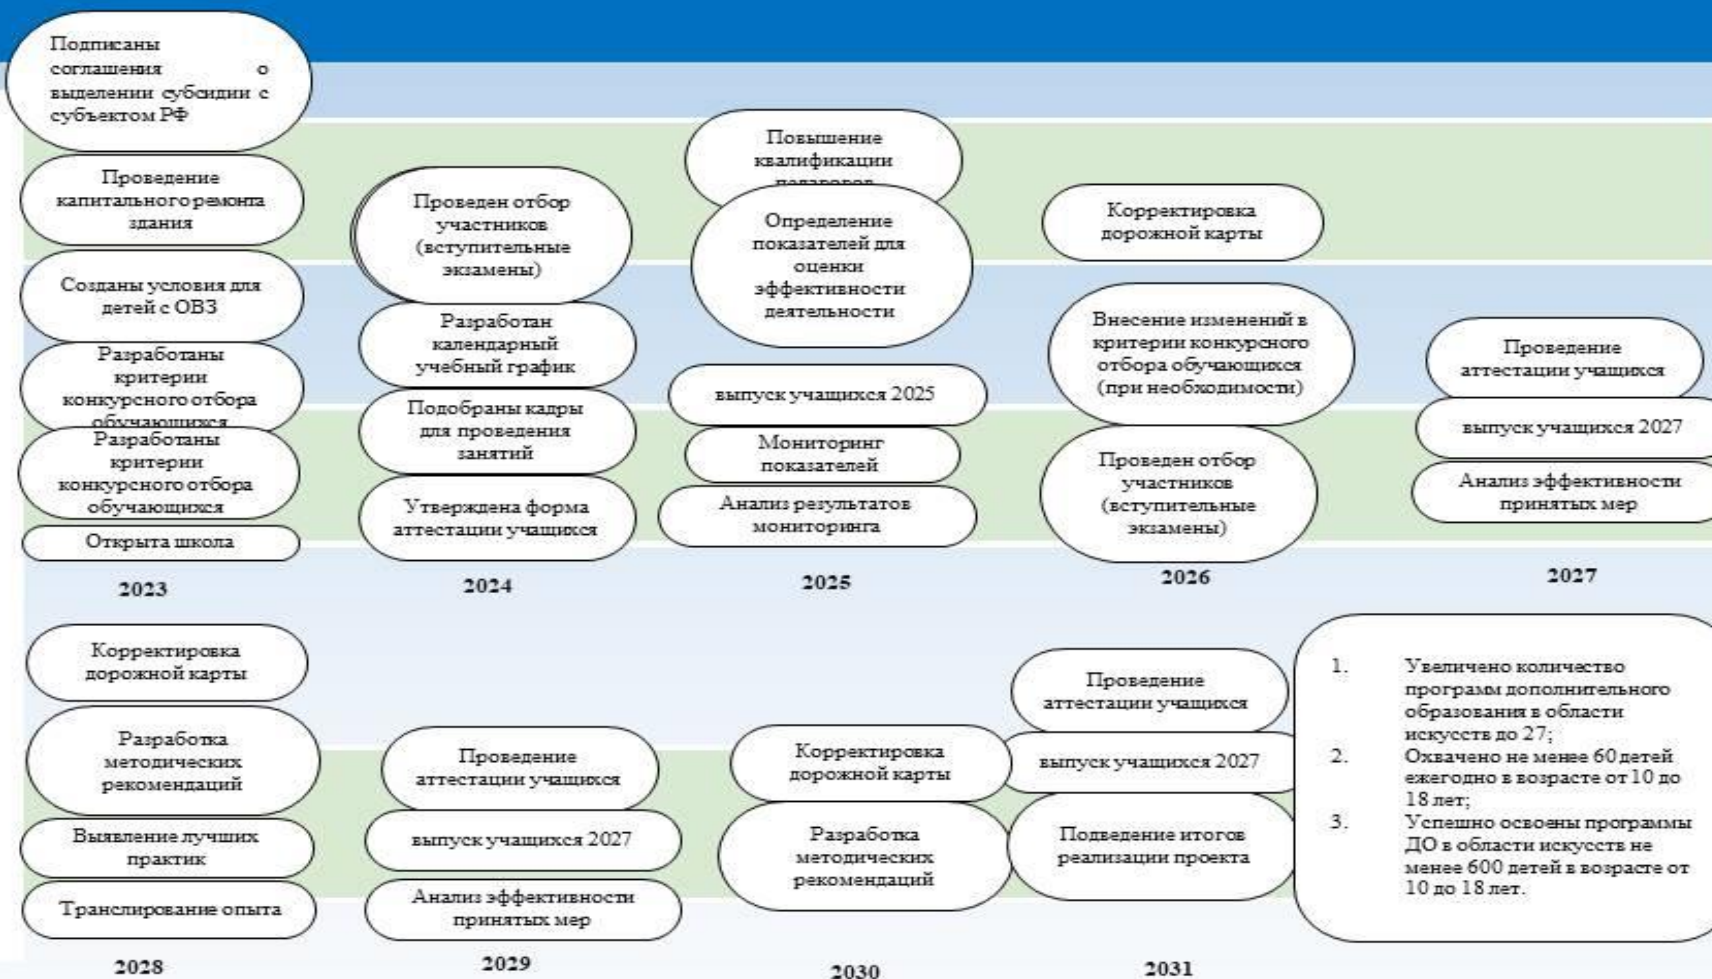 Подписаны
соглашения о
выделении субсидии с
субъектом РФ
Проведение
капитального ремонта
здания
Созданы условия для
детей с ОВЗ
Разработаны
критерии
конкурсного отбора
обучающихся
Разработаны
критерии
конкурсного отбора
обучающихся
Открыта школа
2023
Проведен отбор
участников
(вступительные
экзамены)
Разработан
календарный
учебный график
Подобраны кадры
для проведения
занятий
Утверждена форма
аттестации учащихся
2024
Повышение
квалификации
педагогов
Определение
показателей для
оценки
эффективности
деятельности
выпуск учащихся 2025
Мониторинг
показателей
Анализ результатов
мониторинга
2025
Корректировка
дорожной карты
Внесение изменений в
критерии конкурсного
отбора обучающихся
(при необходимости)
Проведен отбор
участников
(вступительные
экзамены)
2026
Проведение
аттестации учащихся
выпуск учащихся 2027
Анализ эффективности
принятых мер
2027
Корректировка
дорожной карты
Разработка
методических
рекомендаций
Выявление лучших
практик
Транслирование опыта
2028
Проведение
аттестации учащихся
выпуск учащихся 2027
Анализ эффективности
принятых мер
2029
Корректировка
дорожной карты
Разработка
методических
рекомендаций
2030
Проведение
аттестации учащихся
выпуск учащихся 2027
Подведение итогов
реализации проекта
2031
1. Увеличено количество
программ дополнительного
образования в области
искусств до 27;
2. Охвачено не менее 60 детей
ежегодно в возрасте от 10 до
18 лет;
3. Успешно освоены программы
ДО в области искусств не
менее 600 детей в возрасте от
10 до 18 лет.